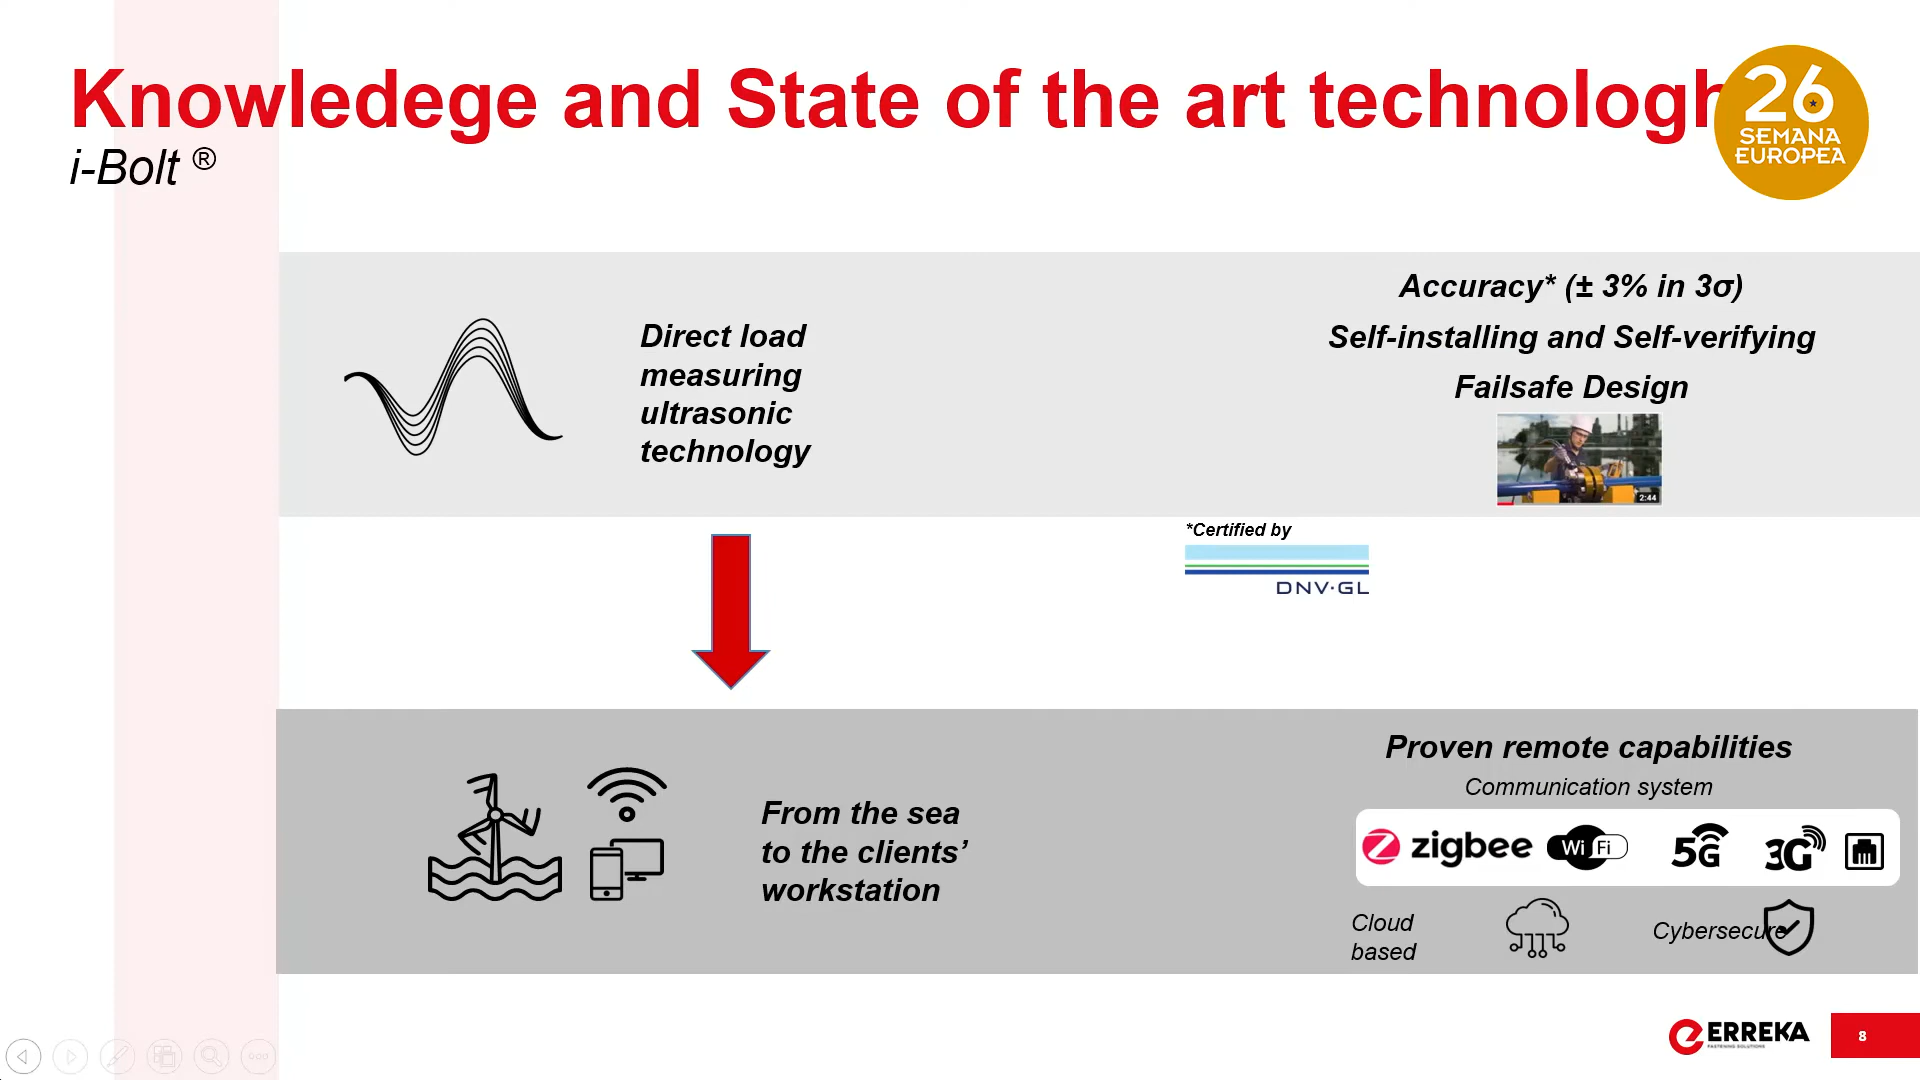 Knowledege and State of the art technologh
i-Bolt ®
26
SEMANA
EUROPEA
Direct load
measuring
ultrasonic
technology
Accuracy* (± 3% in 3σ)
Self-installing and Self-verifying
Failsafe Design
2:44
*Certified by
DNV·GL
From the sea
to the clients’
workstation
Proven remote capabilities
Communication system
zigbee Wi Fi 5G 3G
Cloud
based
Cybersecure
ERREKA
FASTENING SOLUTIONS
8